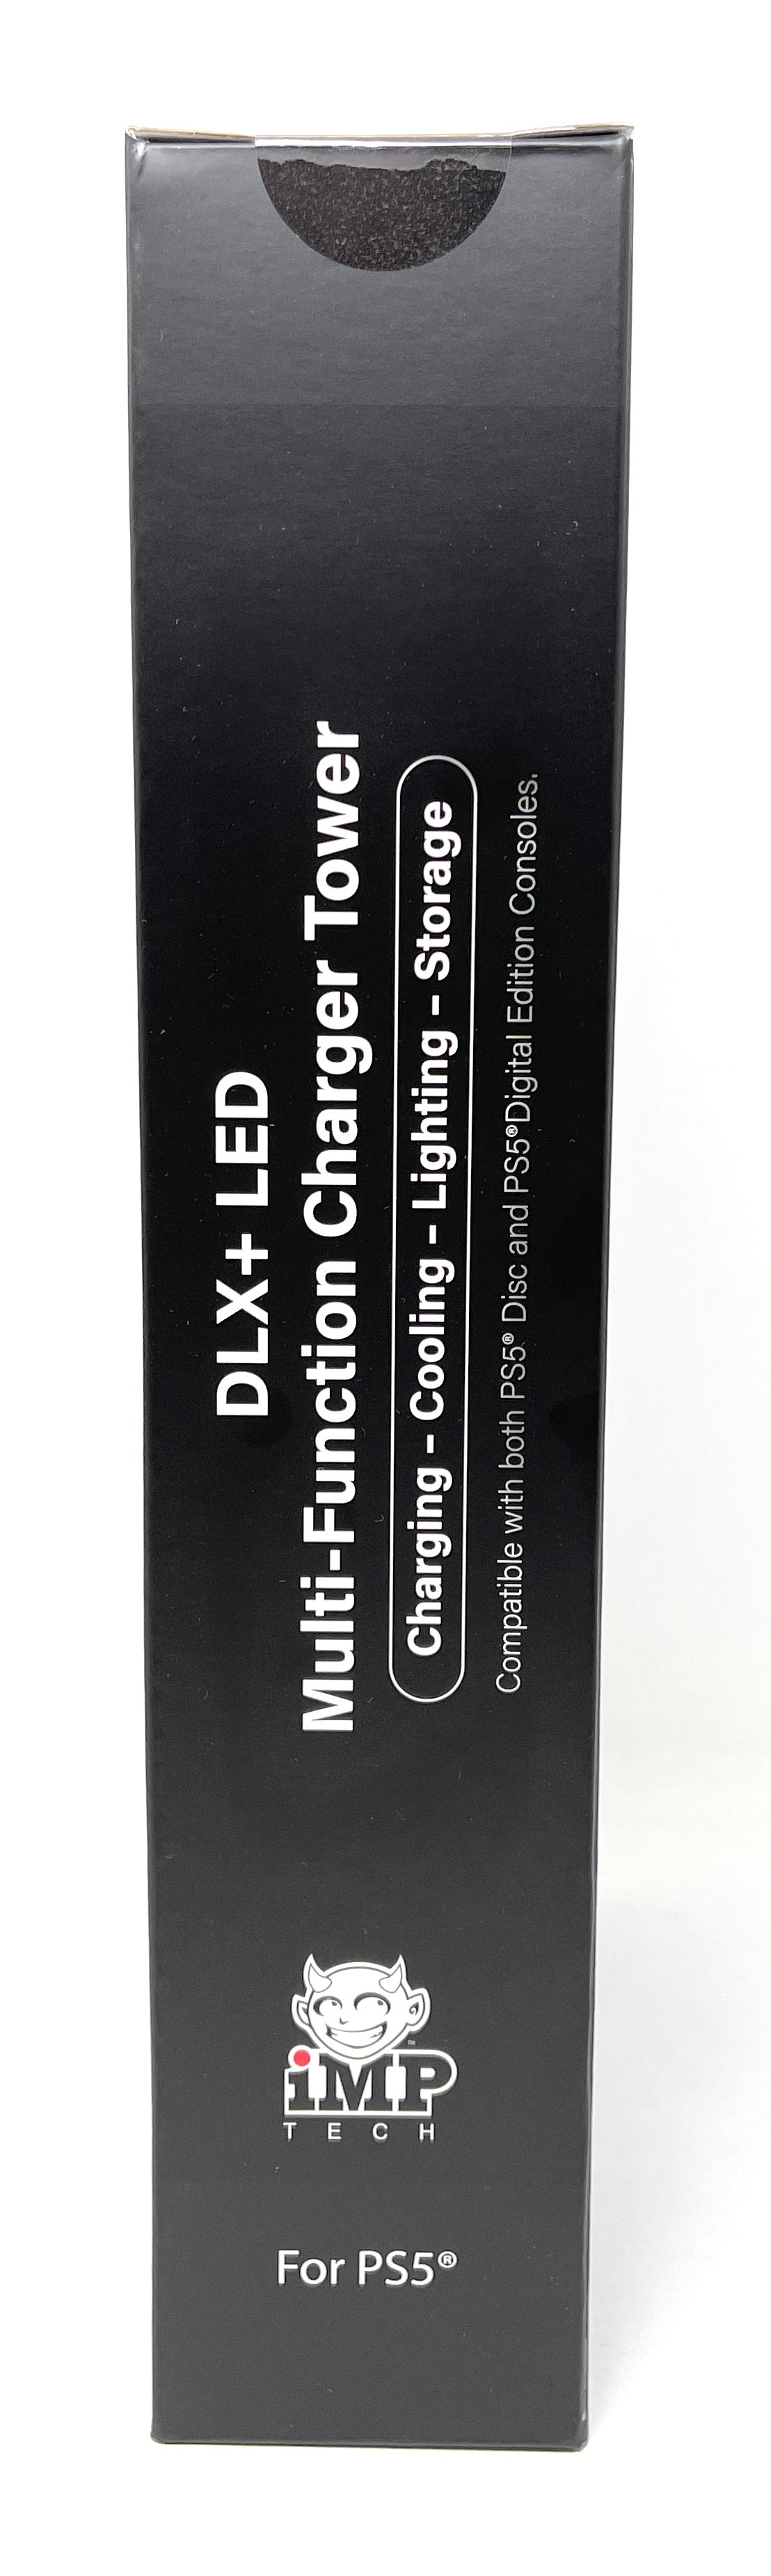 DLX+ LED
Multi-Function Charger Tower
Charging – Cooling – Lighting – Storage
Compatible with both PS5® Disc and PS5®Digital Edition Consoles.
iMP
™
TECH
For PS5®